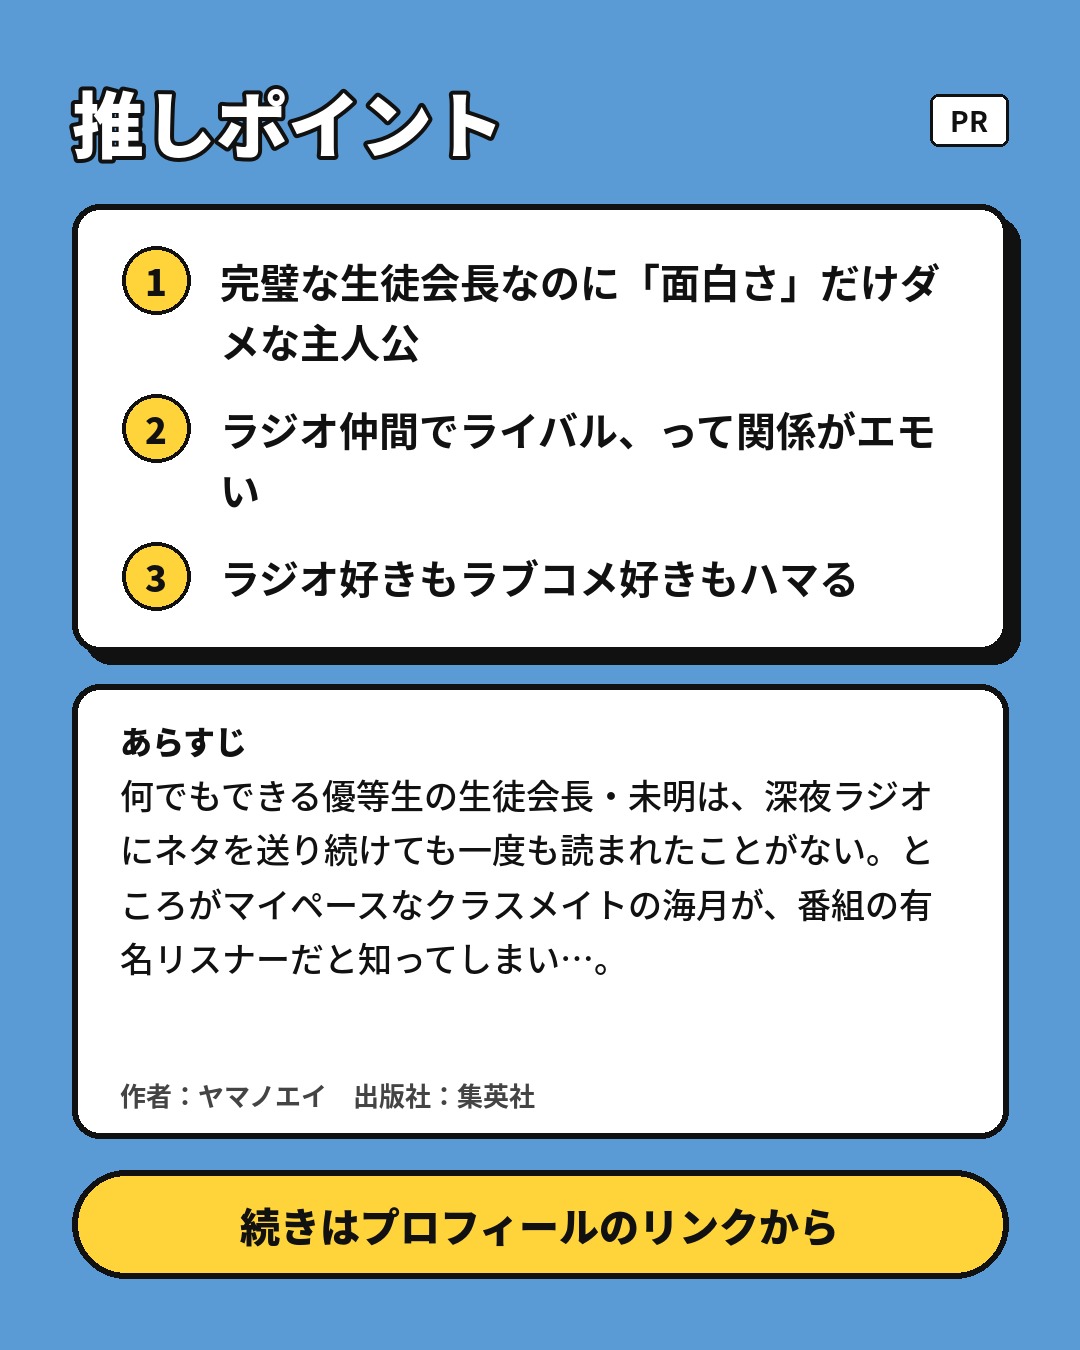 推しポイント
PR
1 完璧な生徒会長なのに「面白さ」だけダ
メな主人公
2 ラジオ仲間でライバル、って関係がエモ
い
3 ラジオ好きもラブコメ好きもハマる
あらすじ
何でもできる優等生の生徒会長・未明は、深夜ラジオ
にネタを送り続けても一度も読まれたことがない。と
ころがマイペースなクラスメイトの海月が、番組の有
名リスナーだと知ってしまい…。
作者：ヤマノエイ　出版社：集英社
続きはプロフィールのリンクから